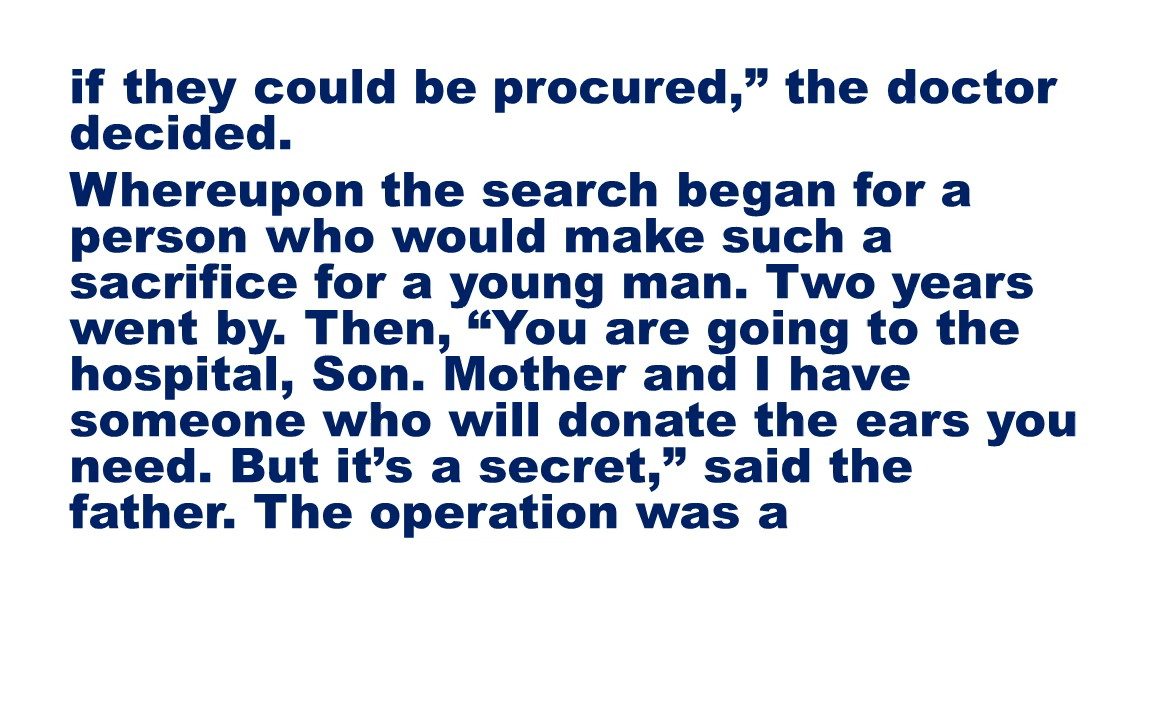 if they could be procured,” the doctor
decided.
Whereupon the search began for a
person who would make such a
sacrifice for a young man. Two years
went by. Then, “You are going to the
hospital, Son. Mother and I have
someone who will donate the ears you
need. But it’s a secret,” said the
father. The operation was a